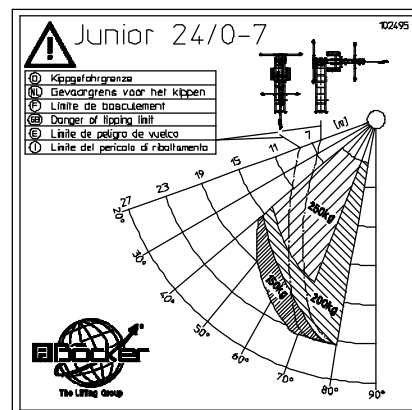 Junior 24/0-7
102495
D Kippgefahrgrenze
NL Gevaargrens voor het kippen
F Limite de basculement
GB Danger of tipping limit
E Limite de peligro de vuelco
I Limite del pericolo di ribaltamento
[m]
27 23 19 15 11 7
20° 30° 40° 50° 60° 70° 80° 90°
250kg
200kg
150kg
böcker
The Lifting Group